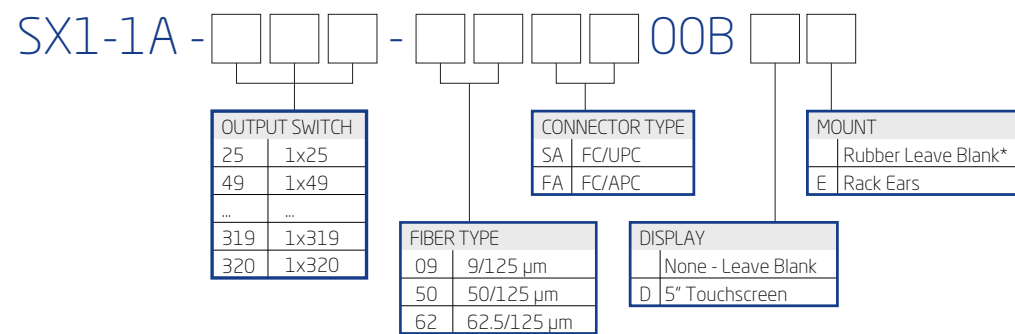 SX1-1A - - 00B
OUTPUT SWITCH
25 1x25
49 1x49
... ...
319 1x319
320 1x320
CONNECTOR TYPE
SA FC/UPC
FA FC/APC
MOUNT
Rubber Leave Blank*
E Rack Ears
FIBER TYPE
09 9/125 µm
50 50/125 µm
62 62.5/125 µm
DISPLAY
None - Leave Blank
D 5" Touchscreen